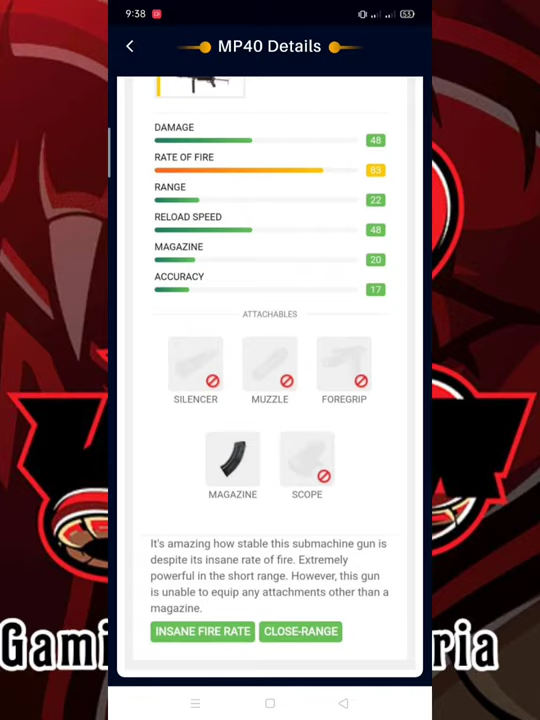 9:38
53
MP40 Details
DAMAGE
48
RATE OF FIRE
83
RANGE
22
RELOAD SPEED
48
MAGAZINE
20
ACCURACY
17
ATTACHABLES
SILENCER MUZZLE FOREGRIP
MAGAZINE SCOPE
It's amazing how stable this submachine gun is
despite its insane rate of fire. Extremely
powerful in the short range. However, this gun
is unable to equip any attachments other than a
magazine.
INSANE FIRE RATE CLOSE-RANGE
Gami ria